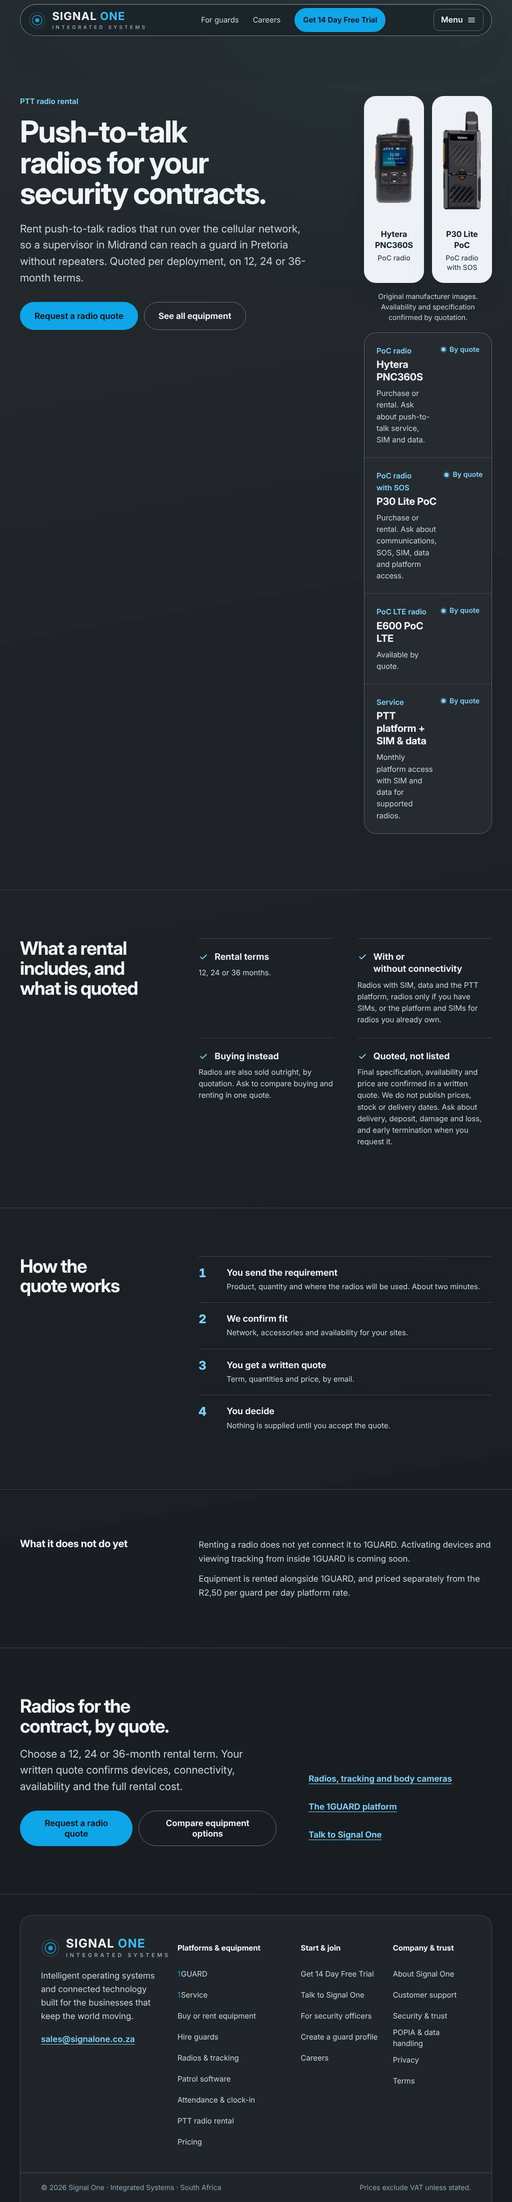 SIGNAL ONE
INTEGRATED SYSTEMS
For guards
Careers
Get 14 Day Free Trial
Menu
PTT radio rental
Push-to-talk
radios for your
security contracts.
Rent push-to-talk radios that run over the cellular network,
so a supervisor in Midrand can reach a guard in Pretoria
without repeaters. Quoted per deployment, on 12, 24 or 36-
month terms.
Request a radio quote
See all equipment
Hytera
PNC360S
PoC radio
P30 Lite
PoC
PoC radio
with SOS
Original manufacturer images.
Availability and specification
confirmed by quotation.
PoC radio
By quote
Hytera
PNC360S
Purchase or
rental. Ask
about push-to-
talk service,
SIM and data.
PoC radio
with SOS
By quote
P30 Lite PoC
Purchase or
rental. Ask about
communications,
SOS, SIM, data
and platform
access.
PoC LTE radio
By quote
E600 PoC
LTE
Available by
quote.
Service
By quote
PTT
platform +
SIM & data
Monthly
platform access
with SIM and
data for
supported
radios.
What a rental
includes, and
what is quoted
Rental terms
12, 24 or 36 months.
With or
without connectivity
Radios with SIM, data and the PTT
platform, radios only if you have
SIMs, or the platform and SIMs for
radios you already own.
Buying instead
Radios are also sold outright, by
quotation. Ask to compare buying and
renting in one quote.
Quoted, not listed
Final specification, availability and
price are confirmed in a written
quote. We do not publish prices,
stock or delivery dates. Ask about
delivery, deposit, damage and loss,
and early termination when you
request it.
How the
quote works
1
You send the requirement
Product, quantity and where the radios will be used. About two minutes.
2
We confirm fit
Network, accessories and availability for your sites.
3
You get a written quote
Term, quantities and price, by email.
4
You decide
Nothing is supplied until you accept the quote.
What it does not do yet
Renting a radio does not yet connect it to 1GUARD. Activating devices and
viewing tracking from inside 1GUARD is coming soon.
Equipment is rented alongside 1GUARD, and priced separately from the
R2,50 per guard per day platform rate.
Radios for the
contract, by quote.
Choose a 12, 24 or 36-month rental term. Your
written quote confirms devices, connectivity,
availability and the full rental cost.
Request a radio
quote
Compare equipment
options
Radios, tracking and body cameras
The 1GUARD platform
Talk to Signal One
SIGNAL ONE
INTEGRATED SYSTEMS
Intelligent operating systems
and connected technology
built for the businesses that
keep the world moving.
sales@signalone.co.za
Platforms & equipment
1GUARD
1Service
Buy or rent equipment
Hire guards
Radios & tracking
Patrol software
Attendance & clock-in
PTT radio rental
Pricing
Start & join
Get 14 Day Free Trial
Talk to Signal One
For security officers
Create a guard profile
Careers
Company & trust
About Signal One
Customer support
Security & trust
POPIA & data
handling
Privacy
Terms
© 2026 Signal One · Integrated Systems · South Africa
Prices exclude VAT unless stated.